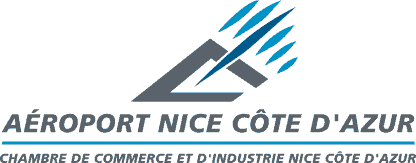 AÉROPORT NICE CÔTE D'AZUR
CHAMBRE DE COMMERCE ET D'INDUSTRIE NICE CÔTE D'AZUR